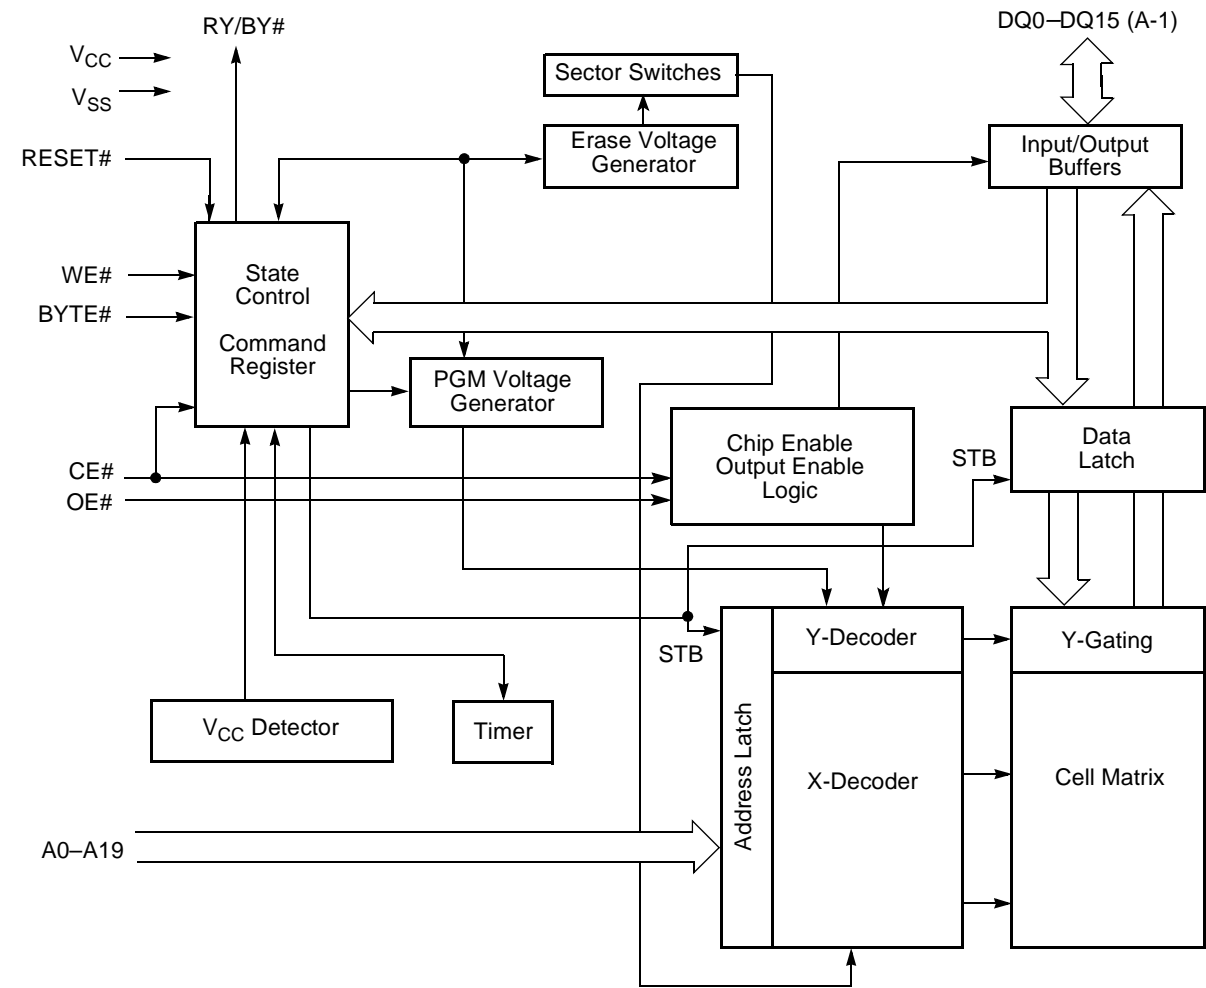 RY/BY#
DQ0–DQ15 (A-1)
VCC
VSS
Sector Switches
RESET#
Erase Voltage
Generator
Input/Output
Buffers
WE#
BYTE#
State
Control
Command
Register
PGM Voltage
Generator
Chip Enable
Output Enable
Logic
STB
Data
Latch
CE#
OE#
STB
Y-Decoder
Y-Gating
VCC Detector
Timer
Address Latch
X-Decoder
Cell Matrix
A0–A19